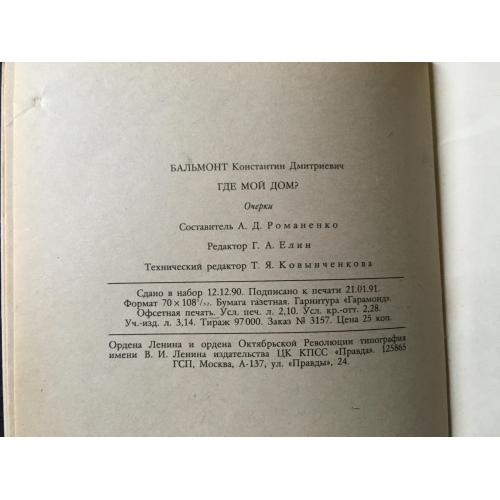 БАЛЬМОНТ Константин Дмитриевич
ГДЕ МОЙ ДОМ?
Очерки
Составитель А. Д. Романенко
Редактор Г. А. Елин
Технический редактор Т. Я. Ковынченкова
Сдано в набор 12.12.90. Подписано к печати 21.01.91.
Формат 70×108¹/₃₂. Бумага газетная. Гарнитура «Гарамонд».
Офсетная печать. Усл. печ. л. 2,10. Усл. кр.-отт. 2,28.
Уч.-изд. л. 3,14. Тираж 97000. Заказ № 3157. Цена 25 коп.
Ордена Ленина и ордена Октябрьской Революции типография
имени В. И. Ленина издательства ЦК КПСС «Правда». 125865
ГСП, Москва, А-137, ул. «Правды», 24.